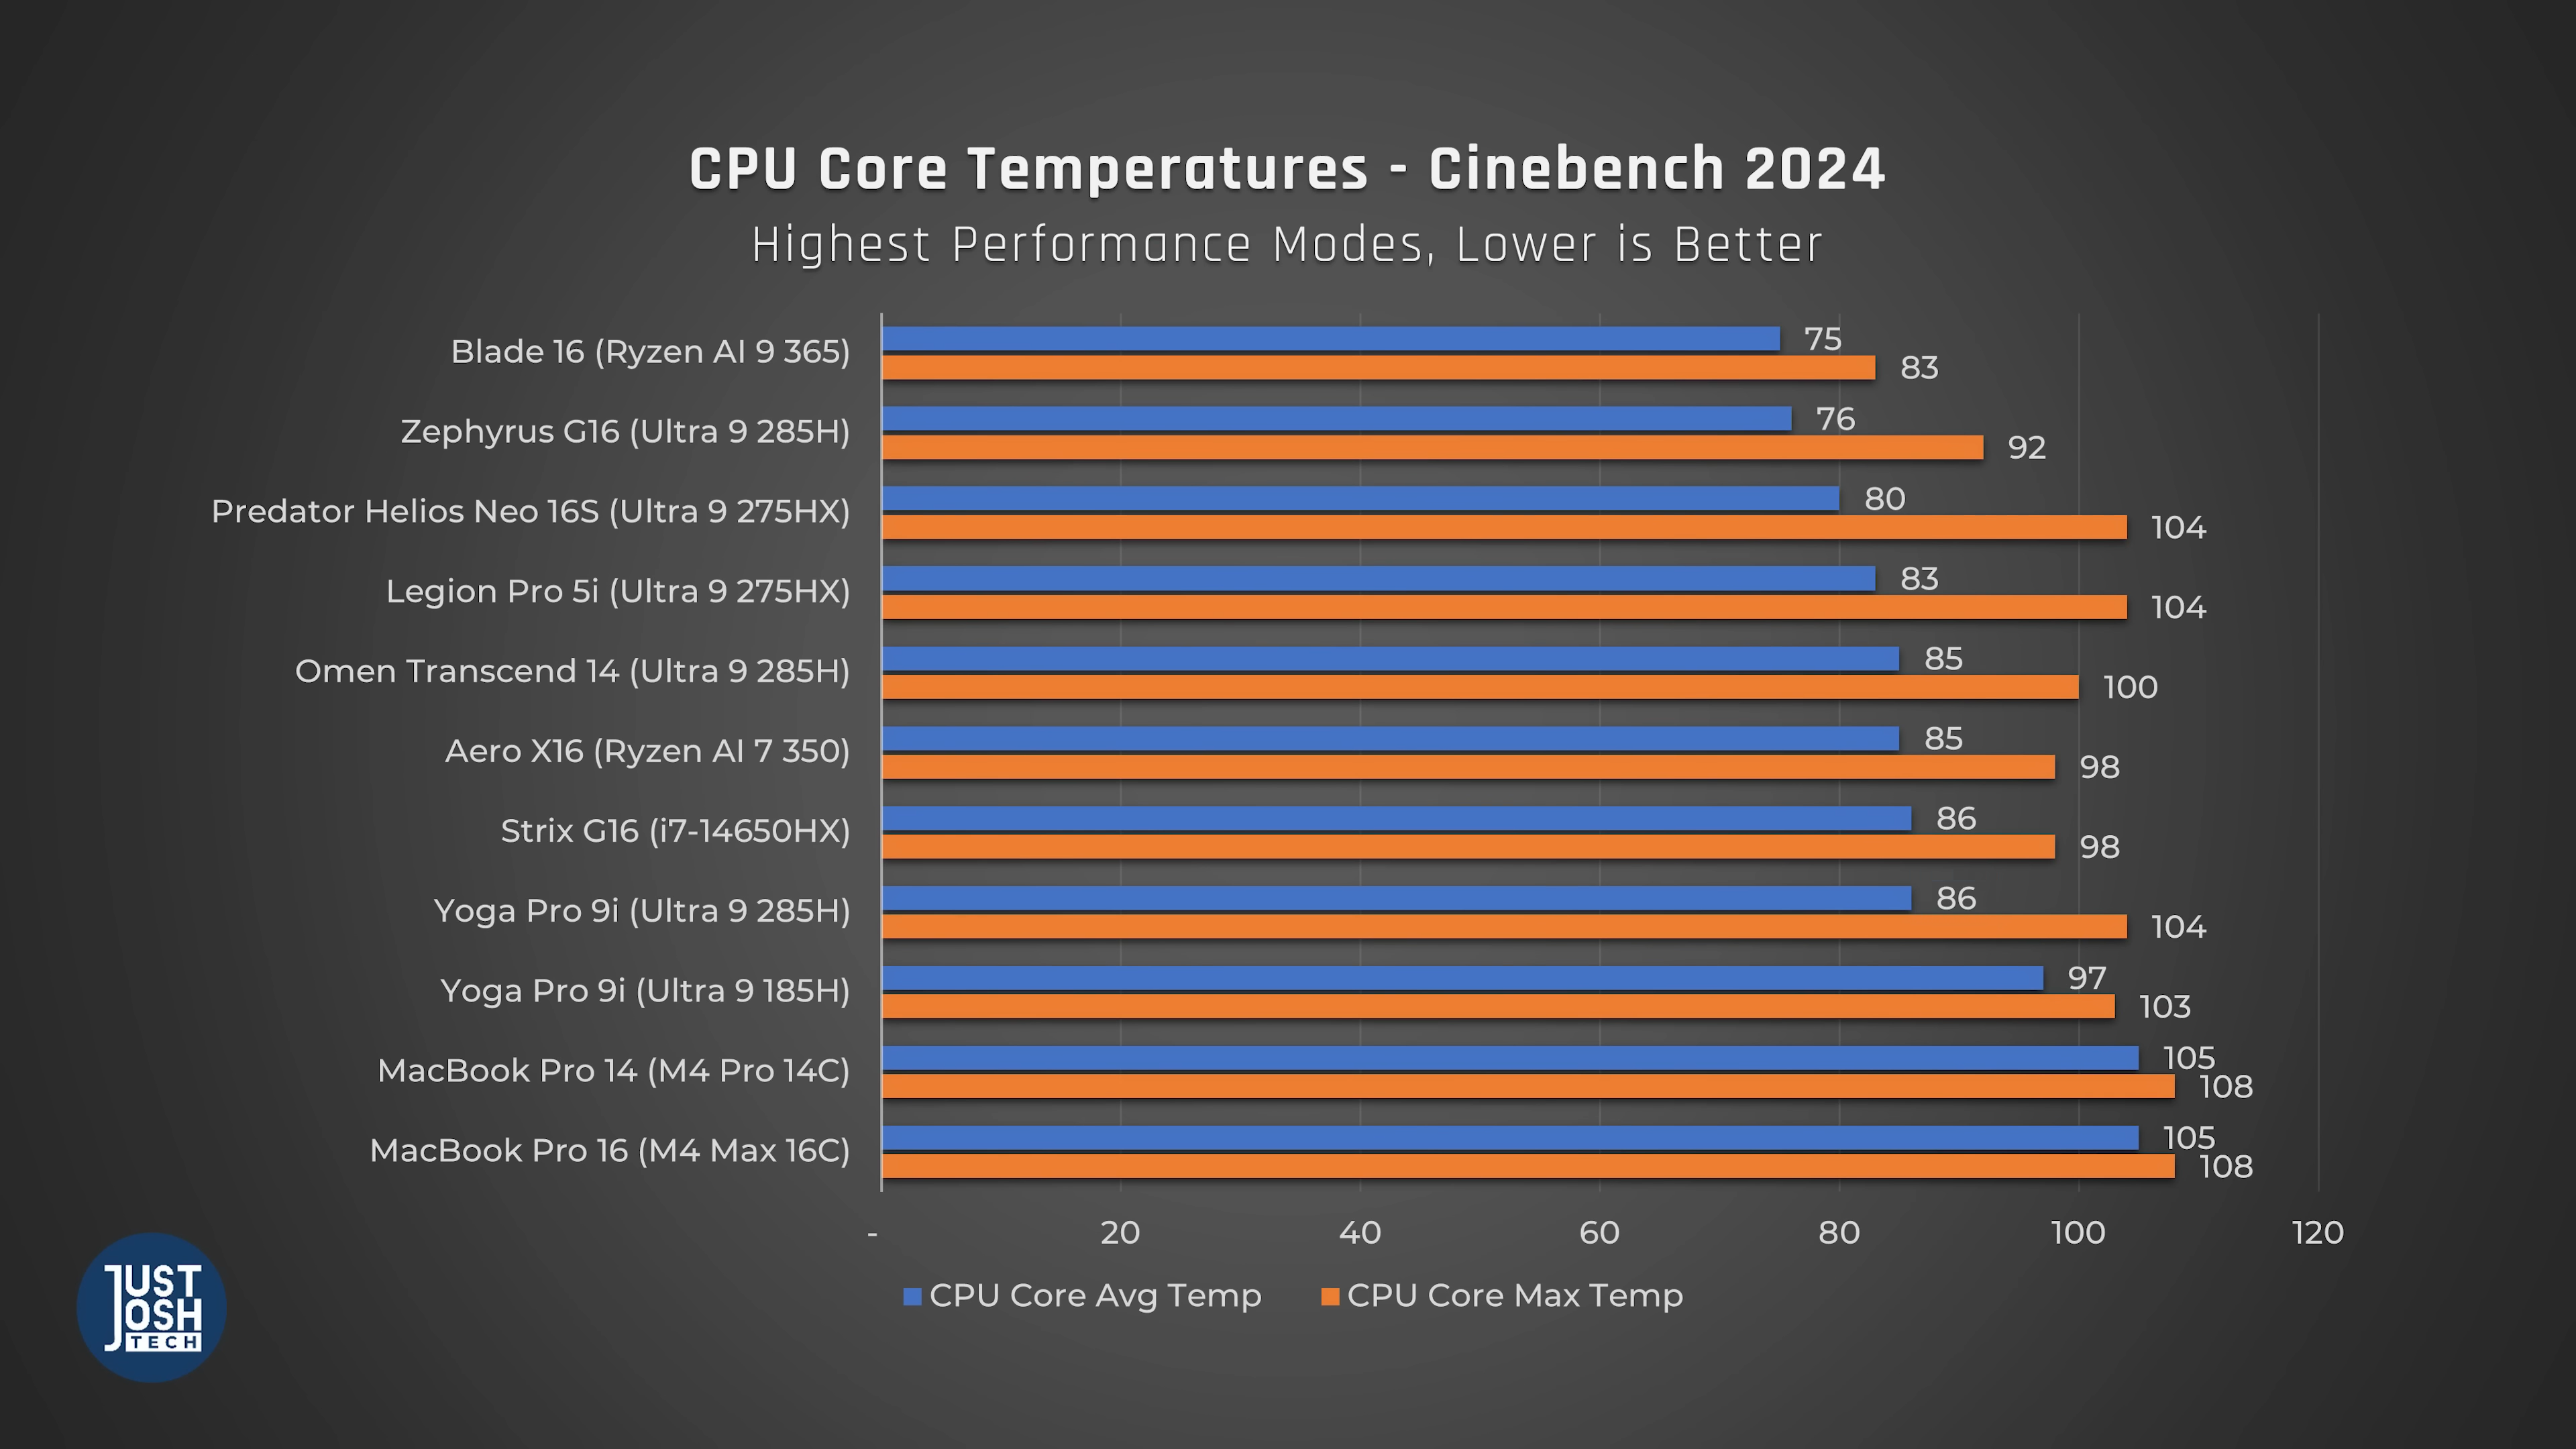 CPU Core Temperatures - Cinebench 2024
Highest Performance Modes, Lower is Better
Blade 16 (Ryzen AI 9 365)
75
83
Zephyrus G16 (Ultra 9 285H)
76
92
Predator Helios Neo 16S (Ultra 9 275HX)
80
104
Legion Pro 5i (Ultra 9 275HX)
83
104
Omen Transcend 14 (Ultra 9 285H)
85
100
Aero X16 (Ryzen AI 7 350)
85
98
Strix G16 (i7-14650HX)
86
98
Yoga Pro 9i (Ultra 9 285H)
86
104
Yoga Pro 9i (Ultra 9 185H)
97
103
MacBook Pro 14 (M4 Pro 14C)
105
108
MacBook Pro 16 (M4 Max 16C)
105
108
- 20 40 60 80 100 120
CPU Core Avg Temp CPU Core Max Temp
JUST
JOSH
TECH